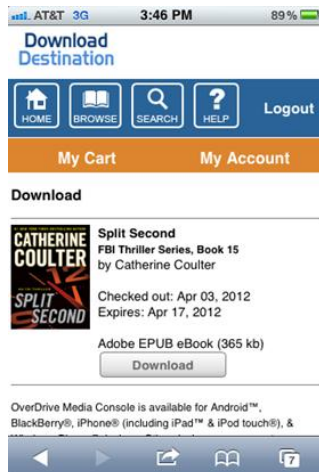 AT&T 3G 3:46 PM 89%
Download
Destination
HOME BROWSE SEARCH ? HELP Logout
My Cart My Account
Download
CATHERINE
COULTER
SPLIT
SECOND
Split Second
FBI Thriller Series, Book 15
by Catherine Coulter
Checked out: Apr 03, 2012
Expires: Apr 17, 2012
Adobe EPUB eBook (365 kb)
Download
OverDrive Media Console is available for Android™,
BlackBerry®, iPhone® (including iPad™ & iPod touch®), &
7